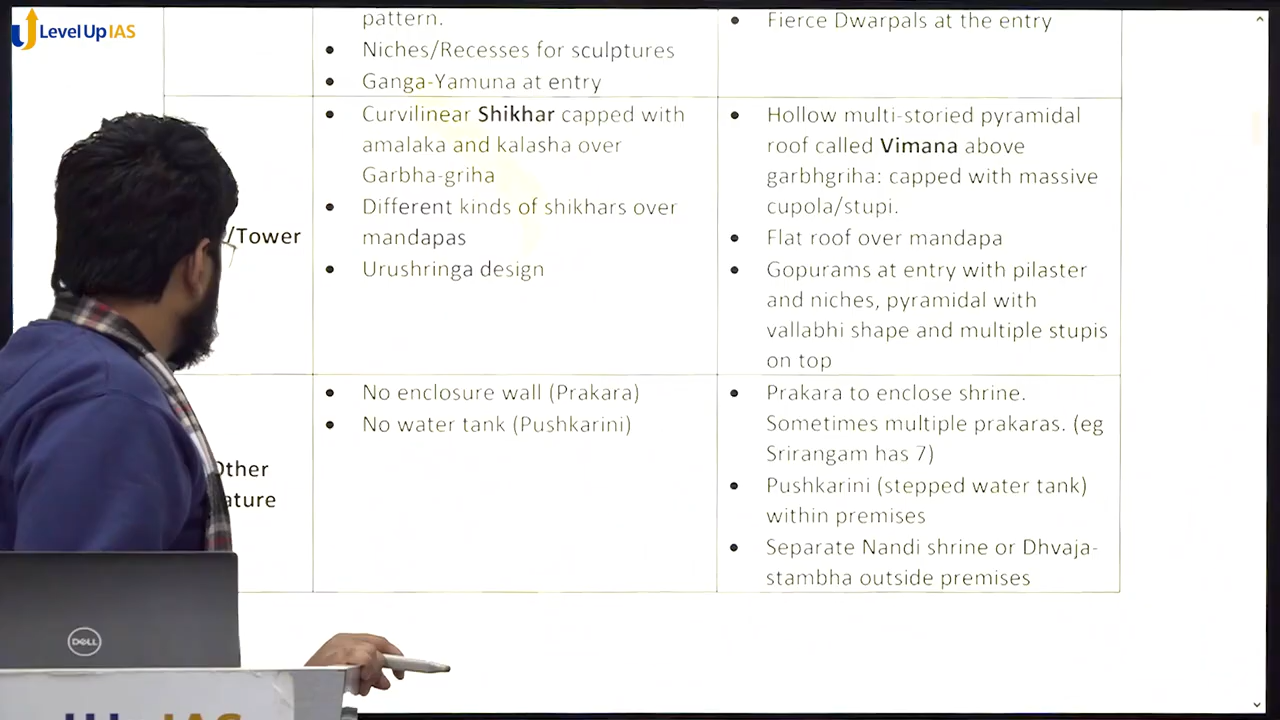 Level Up IAS
pattern.
Niches/Recesses for sculptures
Ganga-Yamuna at entry
Fierce Dwarpals at the entry
/Tower
Curvilinear Shikhar capped with
amalaka and kalasha over
Garbha-griha
Different kinds of shikhars over
mandapas
Urushringa design
Hollow multi-storied pyramidal
roof called Vimana above
garbhgriha: capped with massive
cupola/stupi.
Flat roof over mandapa
Gopurams at entry with pilaster
and niches, pyramidal with
vallabhi shape and multiple stupis
on top
Other
ature
No enclosure wall (Prakara)
No water tank (Pushkarini)
Prakara to enclose shrine.
Sometimes multiple prakaras. (eg
Srirangam has 7)
Pushkarini (stepped water tank)
within premises
Separate Nandi shrine or Dhvaja-
stambha outside premises
DELL